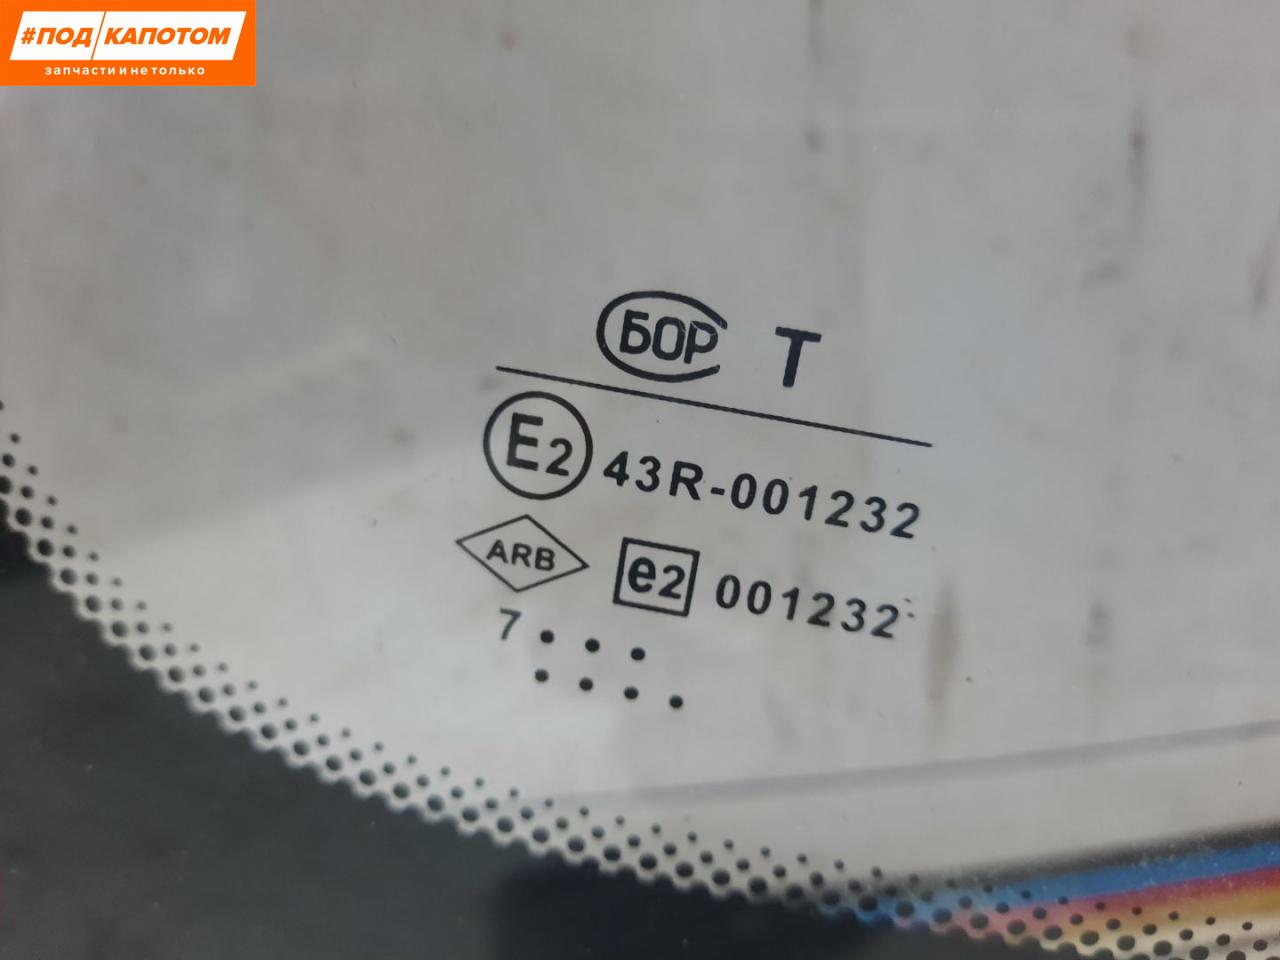 #ПОД КАПОТОМ
запчасти и не только
БОР T
E2 43R-001232
ARB e2 001232
7